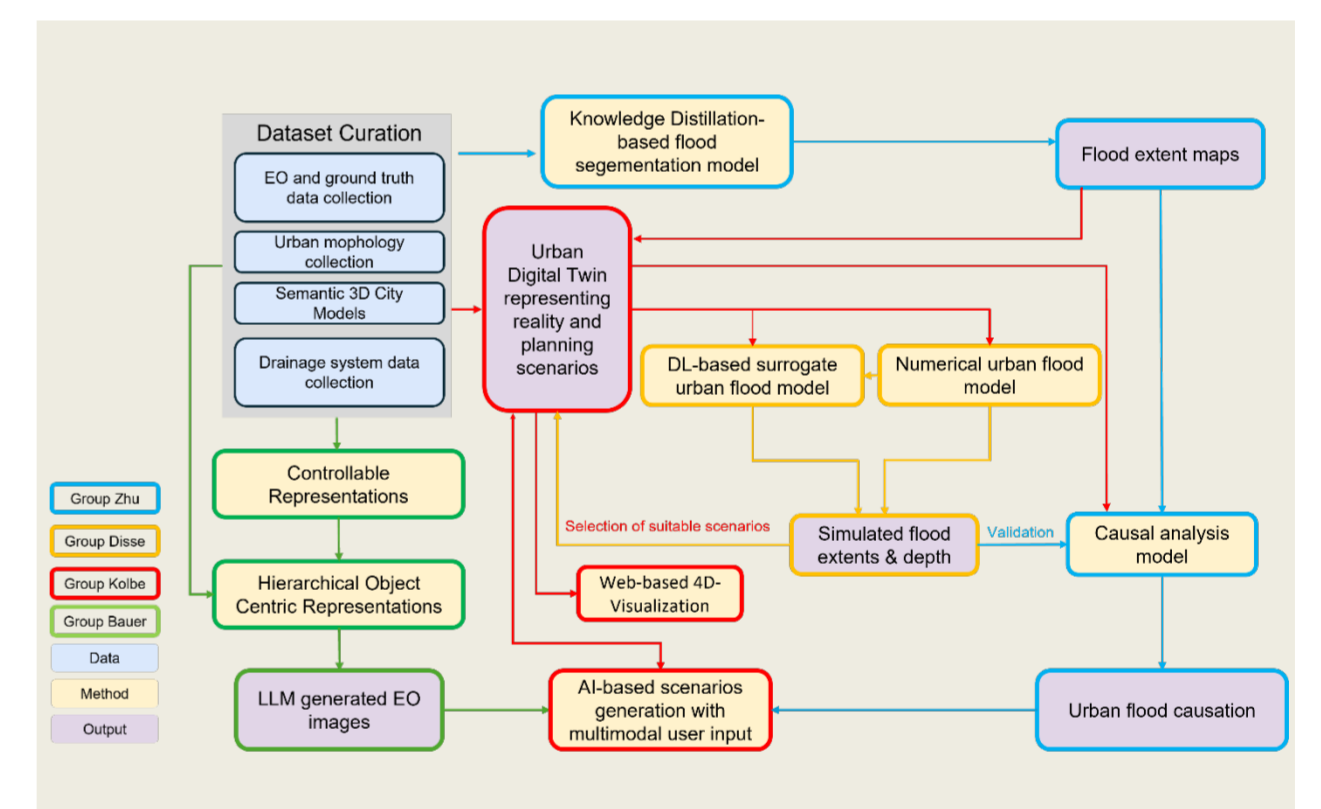 Dataset Curation
EO and ground truth
data collection
Urban mophology
collection
Semantic 3D City
Models
Drainage system data
collection
Knowledge Distillation-
based flood
segementation model
Flood extent maps
Urban
Digital Twin
representing
reality and
planning
scenarios
DL-based surrogate
urban flood model
Numerical urban flood
model
Controllable
Representations
Selection of suitable scenarios
Simulated flood
extents & depth
Validation
Causal analysis
model
Hierarchical Object
Centric Representations
Web-based 4D-
Visualization
LLM generated EO
images
AI-based scenarios
generation with
multimodal user input
Urban flood causation
Group Zhu
Group Disse
Group Kolbe
Group Bauer
Data
Method
Output